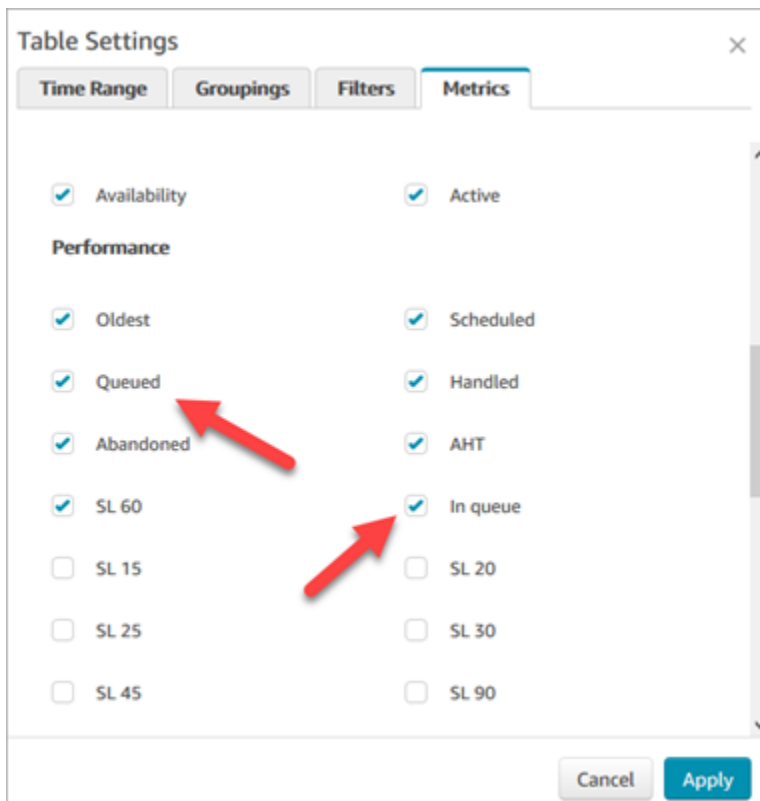 Table Settings
Time Range Groupings Filters Metrics
Availability Active
Performance
Oldest Scheduled
Queued Handled
Abandoned AHT
SL 60 In queue
SL 15 SL 20
SL 25 SL 30
SL 45 SL 90
Cancel Apply